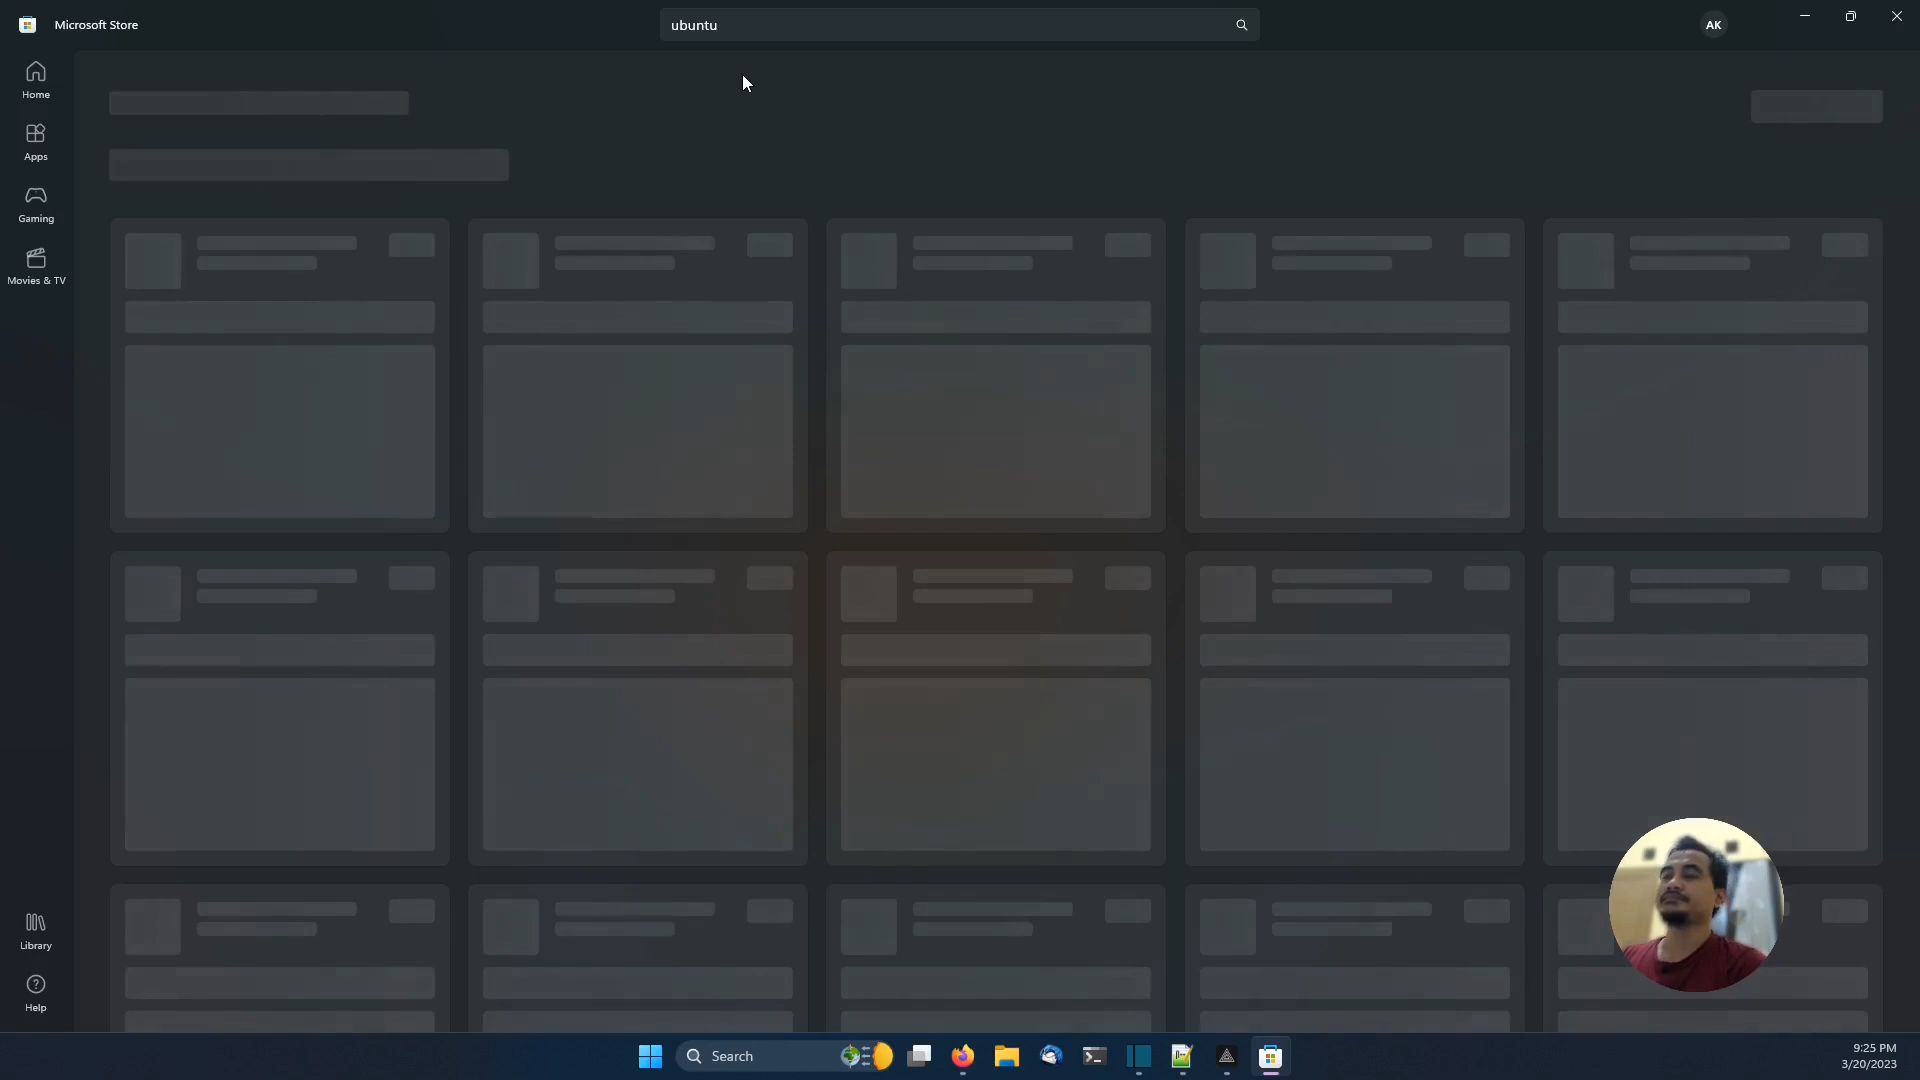 Microsoft Store
ubuntu
AK
Home
Apps
Gaming
Movies & TV
Library
Help
Search
9:25 PM
3/20/2023